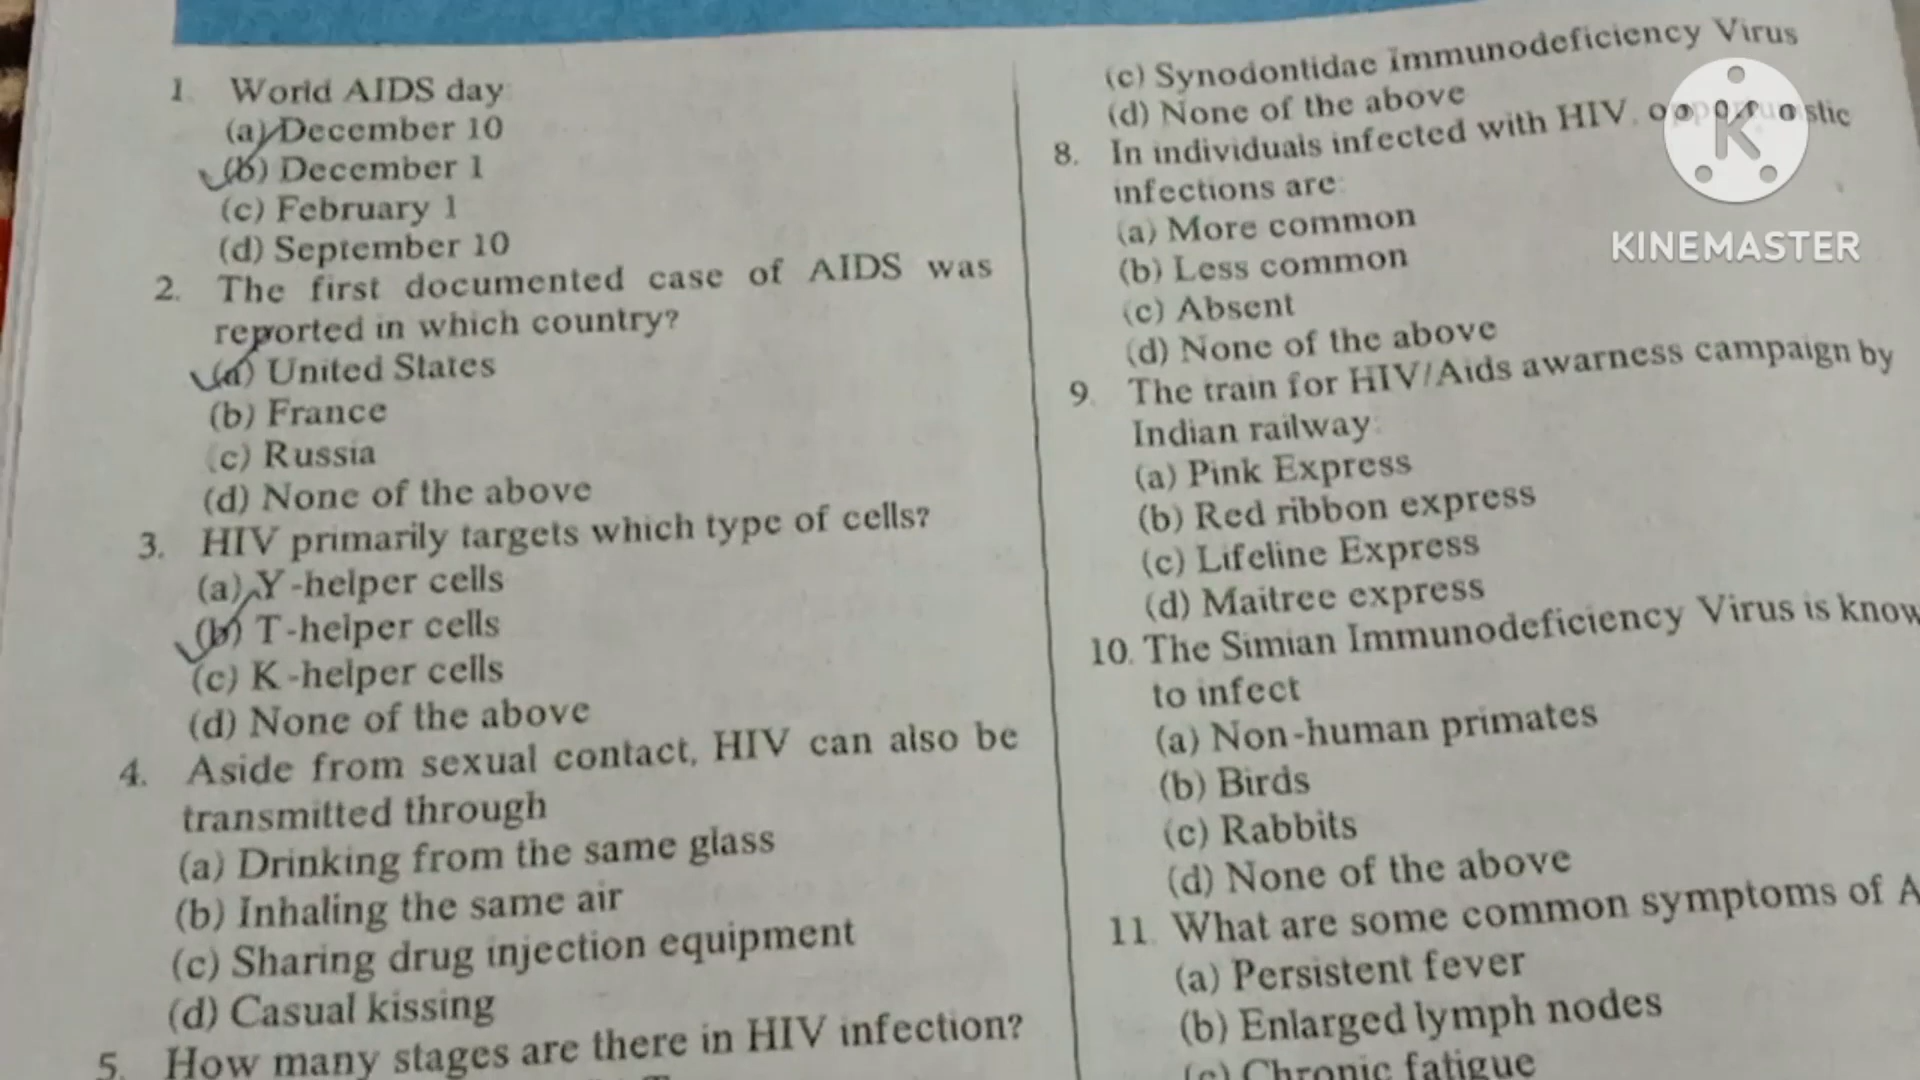 1. World AIDS day:
(a) December 10
(b) December 1
(c) February 1
(d) September 10
2. The first documented case of AIDS was
reported in which country?
(a) United States
(b) France
(c) Russia
(d) None of the above
3. HIV primarily targets which type of cells?
(a) Y-helper cells
(b) T-helper cells
(c) K-helper cells
(d) None of the above
4. Aside from sexual contact, HIV can also be
transmitted through
(a) Drinking from the same glass
(b) Inhaling the same air
(c) Sharing drug injection equipment
(d) Casual kissing
5. How many stages are there in HIV infection?
(c) Synodontidae Immunodeficiency Virus
(d) None of the above
8. In individuals infected with HIV, opportunistic
infections are:
(a) More common
(b) Less common
(c) Absent
(d) None of the above
9. The train for HIV/Aids awarness campaign by
Indian railway:
(a) Pink Express
(b) Red ribbon express
(c) Lifeline Express
(d) Maitree express
10. The Simian Immunodeficiency Virus is know
to infect
(a) Non-human primates
(b) Birds
(c) Rabbits
(d) None of the above
11. What are some common symptoms of A
(a) Persistent fever
(b) Enlarged lymph nodes
(c) Chronic fatigue
K
KINEMASTER